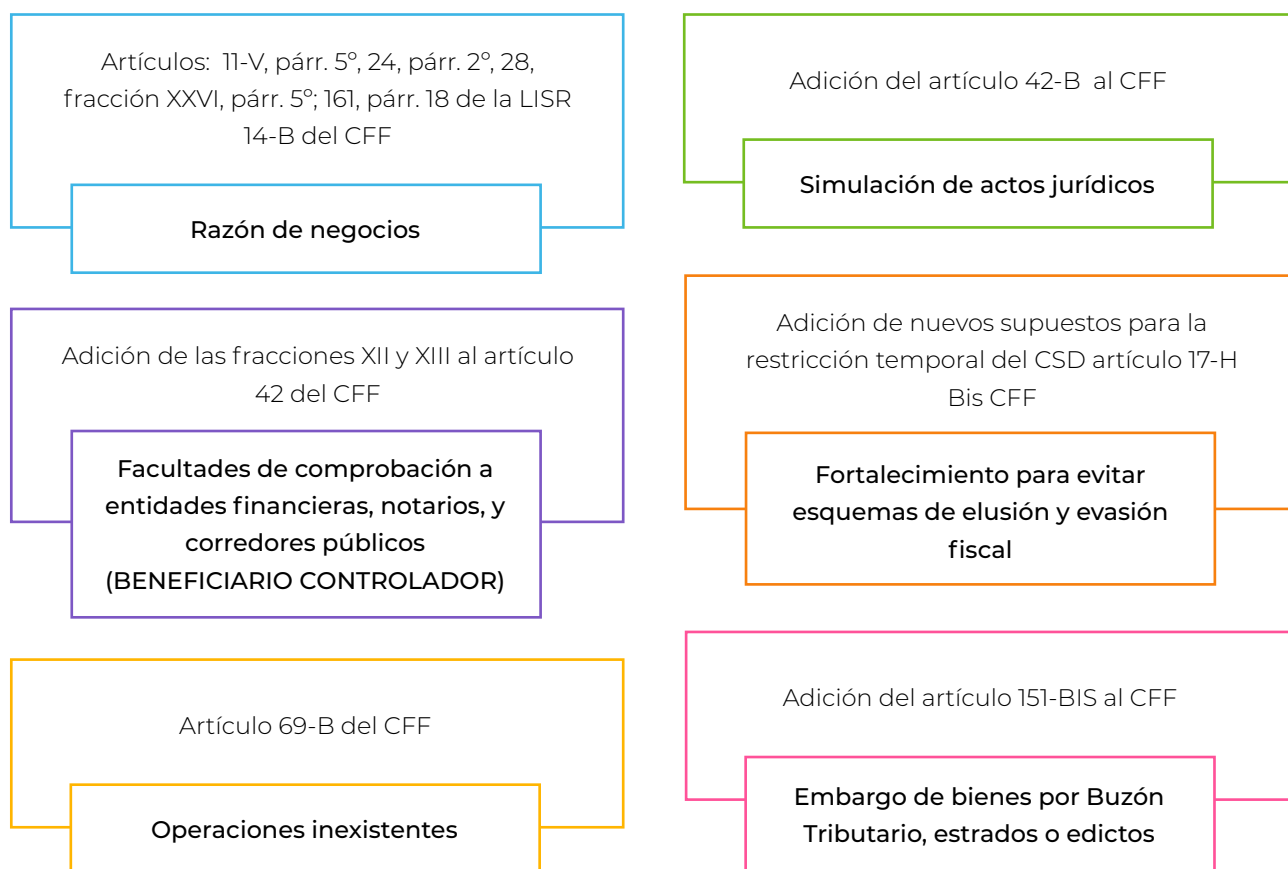 Artículos: 11-V, párr. 5º, 24, párr. 2º, 28,
fracción XXVI, párr. 5º; 161, párr. 18 de la LISR
14-B del CFF
Razón de negocios
Adición del artículo 42-B al CFF
Simulación de actos jurídicos
Adición de las fracciones XII y XIII al artículo
42 del CFF
Facultades de comprobación a
entidades financieras, notarios, y
corredores públicos
(BENEFICIARIO CONTROLADOR)
Adición de nuevos supuestos para la
restricción temporal del CSD artículo 17-H
Bis CFF
Fortalecimiento para evitar
esquemas de elusión y evasión
fiscal
Artículo 69-B del CFF
Operaciones inexistentes
Adición del artículo 151-BIS al CFF
Embargo de bienes por Buzón
Tributario, estrados o edictos